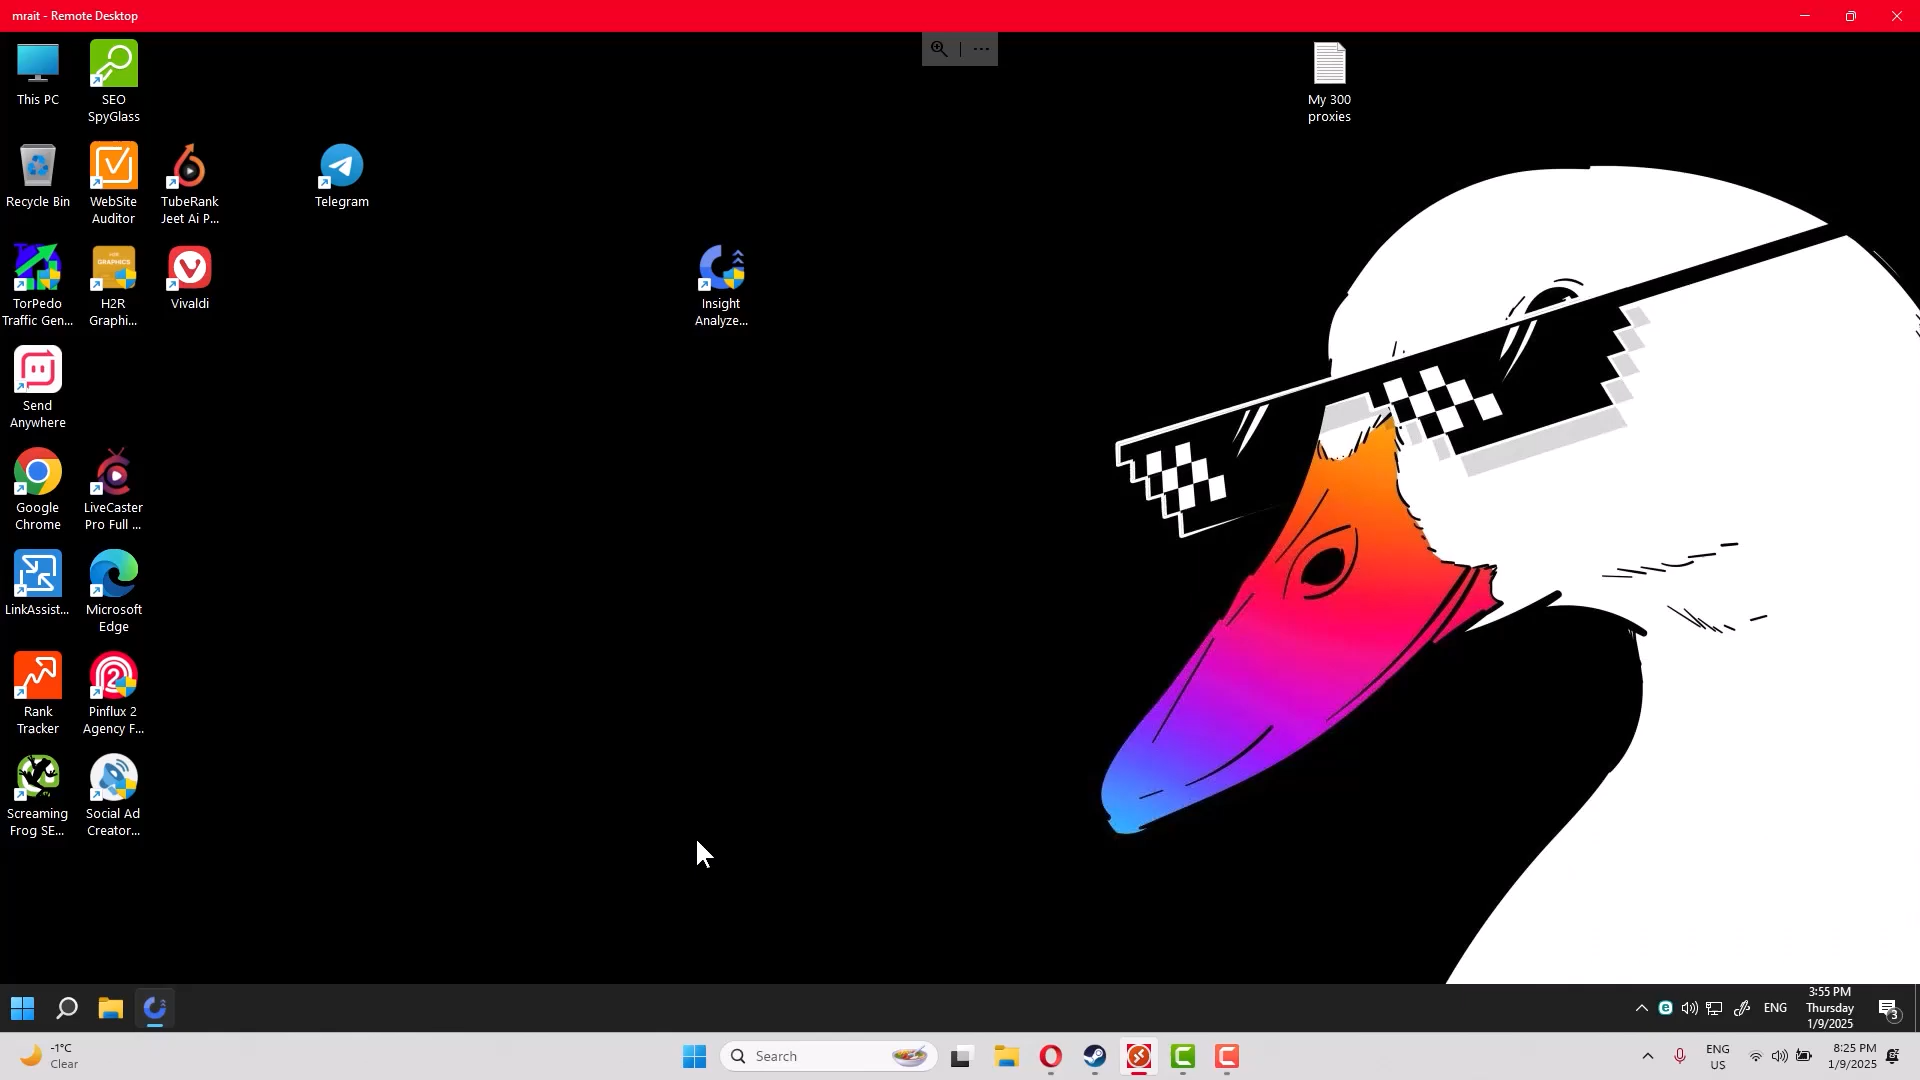 mrait - Remote Desktop
This PC
SEO
SpyGlass
My 300
proxies
Recycle Bin
WebSite
Auditor
TubeRank
Jeet Ai P...
Telegram
TorPedo
Traffic Gen...
H2R
Graphi...
Vivaldi
Insight
Analyze...
Send
Anywhere
Google
Chrome
LiveCaster
Pro Full ...
LinkAssist...
Microsoft
Edge
Rank
Tracker
Pinflux 2
Agency F...
Screaming
Frog SE...
Social Ad
Creator...
ENG
3:55 PM
Thursday
1/9/2025
3
-1°C
Clear
Search
ENG
US
8:25 PM
1/9/2025